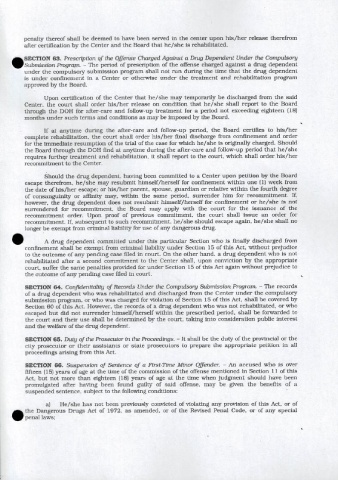 penalty thereof shall be deemed to have been served in the center upon his/her release therefrom
after certification by the Center and the Board that he/she is rehabilitated.
SECTION 63. Prescription of the Offense Charged Against a Drug Dependent Under the Compulsory
Submission Program. – The period of prescription of the offense charged against a drug dependent
under the compulsory submission program shall not run during the time that the drug dependent
is under confinement in a Center or otherwise under the treatment and rehabilitation program
approved by the Board.
Upon certification of the Center that he/she may temporarily be discharged from the said
Center, the court shall order his/her release on condition that he/she shall report to the Board
through the DOH for after-care and follow-up treatment for a period not exceeding eighteen (18)
months under such terms and conditions as may be imposed by the Board.
If at anytime during the after-care and follow-up period, the Board certifies to his/her
complete rehabilitation, the court shall order his/her final discharge from confinement and order
for the immediate resumption of the trial of the case for which he/she is originally charged. Should
the Board through the DOH find at anytime during the after-care and follow-up period that he/she
requires further treatment and rehabilitation, it shall report to the court, which shall order his/her
recommitment to the Center.
Should the drug dependent, having been committed to a Center upon petition by the Board
escape therefrom, he/she may resubmit himself/herself for confinement within one (1) week from
the date of his/her escape; or his/her parent, spouse, guardian or relative within the fourth degree
of consanguinity or affinity may, within the same period, surrender him for recommitment. If,
however, the drug dependent does not resubmit himself/herself for confinement or he/she is not
surrendered for recommitment, the Board may apply with the court for the issuance of the
recommitment order. Upon proof of previous commitment, the court shall issue an order for
recommitment. If, subsequent to such recommitment, he/she should escape again, he/she shall no
longer be exempt from criminal liability for use of any dangerous drug.
A drug dependent committed under this particular Section who is finally discharged from
confinement shall be exempt from criminal liability under Section 15 of this Act, without prejudice
to the outcome of any pending case filed in court. On the other hand, a drug dependent who is not
rehabilitated after a second commitment to the Center shall, upon conviction by the appropriate
court, suffer the same penalties provided for under Section 15 of this Act again without prejudice to
the outcome of any pending case filed in court.
SECTION 64. Confidentiality of Records Under the Compulsory Submission Program. – The records
of a drug dependent who was rehabilitated and discharged from the Center under the compulsory
submission program, or who was charged for violation of Section 15 of this Act, shall be covered by
Section 60 of this Act. However, the records of a drug dependent who was not rehabilitated, or who
escaped but did not surrender himself/herself within the prescribed period, shall be forwarded to
the court and their use shall be determined by the court, taking into consideration public interest
and the welfare of the drug dependent.
SECTION 65. Duty of the Prosecutor in the Proceedings. – It shall be the duty of the provincial or the
city prosecutor or their assistants or state prosecutors to prepare the appropriate petition in all
proceedings arising from this Act.
SECTION 66. Suspension of Sentence of a First-Time Minor Offender. – An accused who is over
fifteen (15) years of age at the time of the commission of the offense mentioned in Section 11 of this
Act, but not more than eighteen (18) years of age at the time when judgment should have been
promulgated after having been found guilty of said offense, may be given the benefits of a
suspended sentence, subject to the following conditions:
a) He/she has not been previously convicted of violating any provision of this Act, or of
the Dangerous Drugs Act of 1972, as amended, or of the Revised Penal Code, or of any special
penal laws;